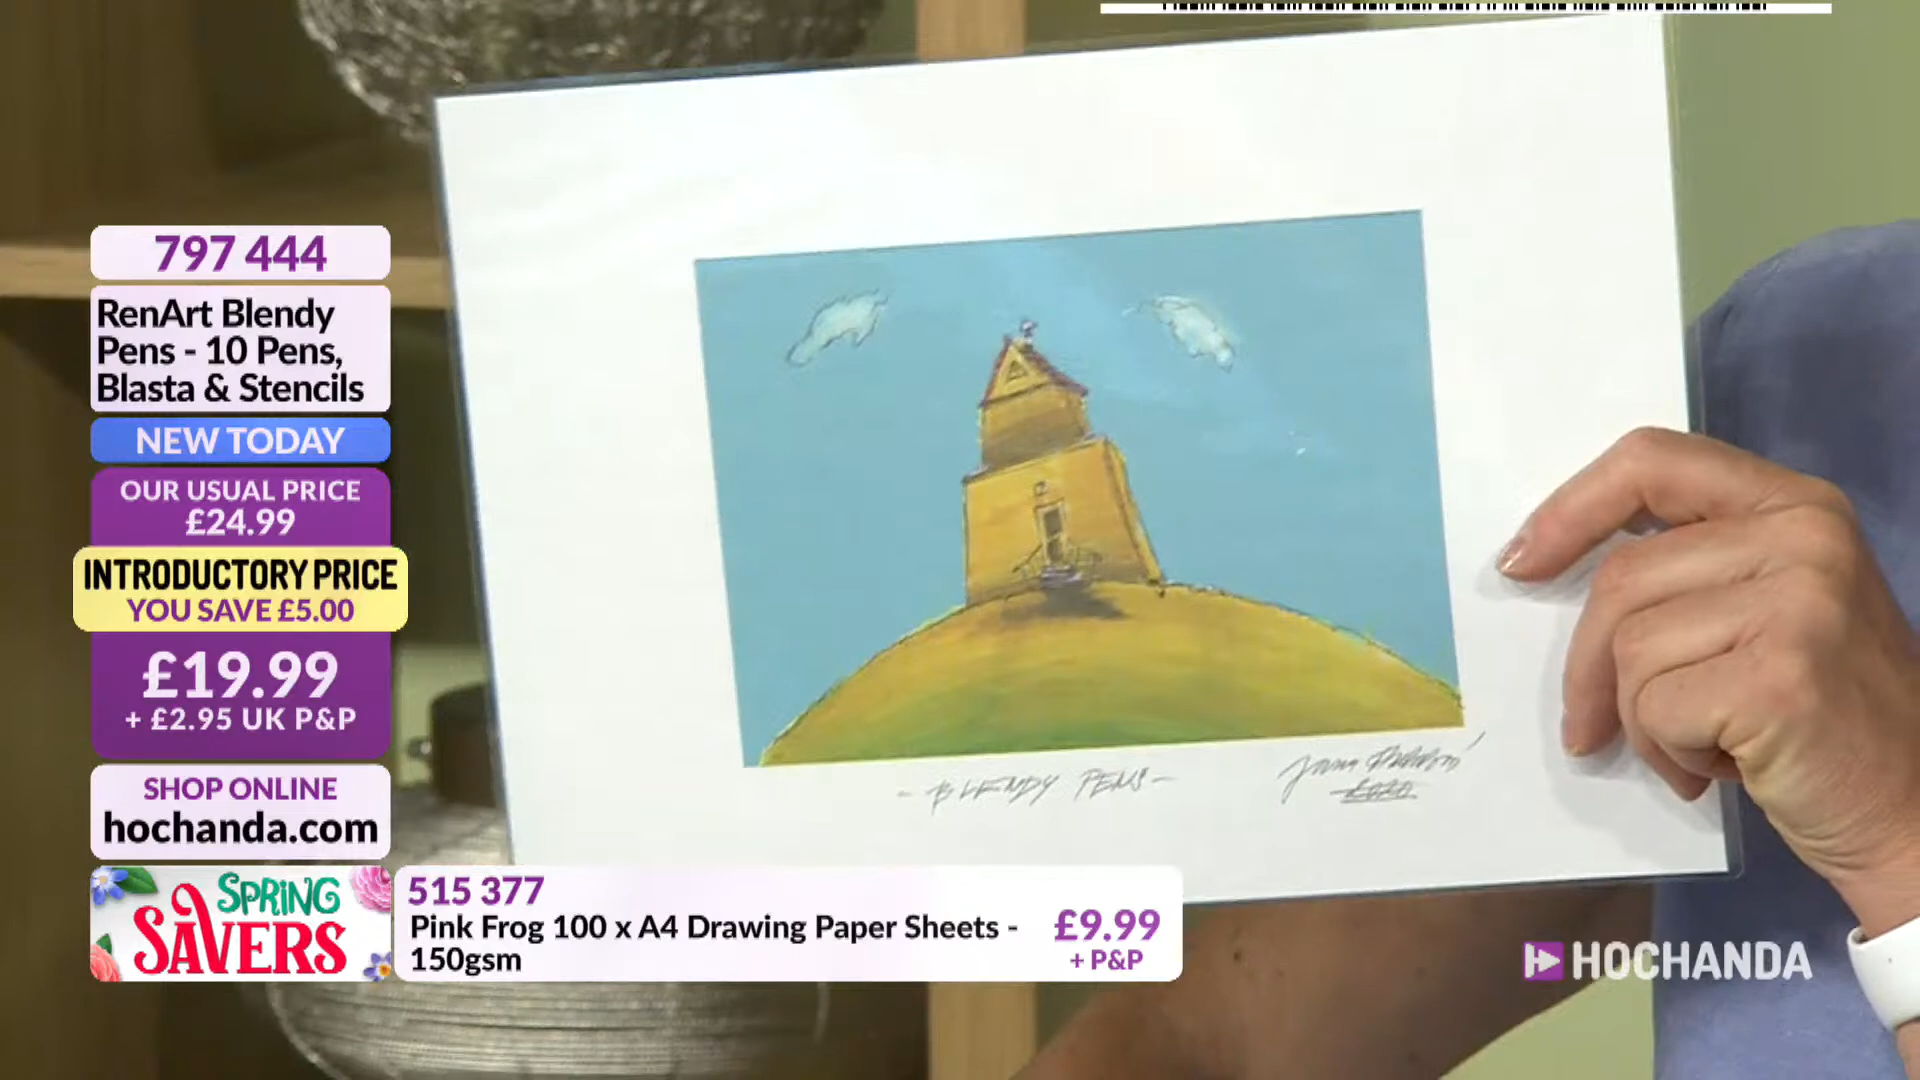 797 444
RenArt Blendy
Pens - 10 Pens,
Blasta & Stencils
NEW TODAY
OUR USUAL PRICE
£24.99
INTRODUCTORY PRICE
YOU SAVE £5.00
£19.99
+ £2.95 UK P&P
SHOP ONLINE
hochanda.com
SPRING
SAVERS
515 377
Pink Frog 100 x A4 Drawing Paper Sheets -
150gsm
£9.99
+ P&P
- BLENDY PENS -
2020
HOCHANDA